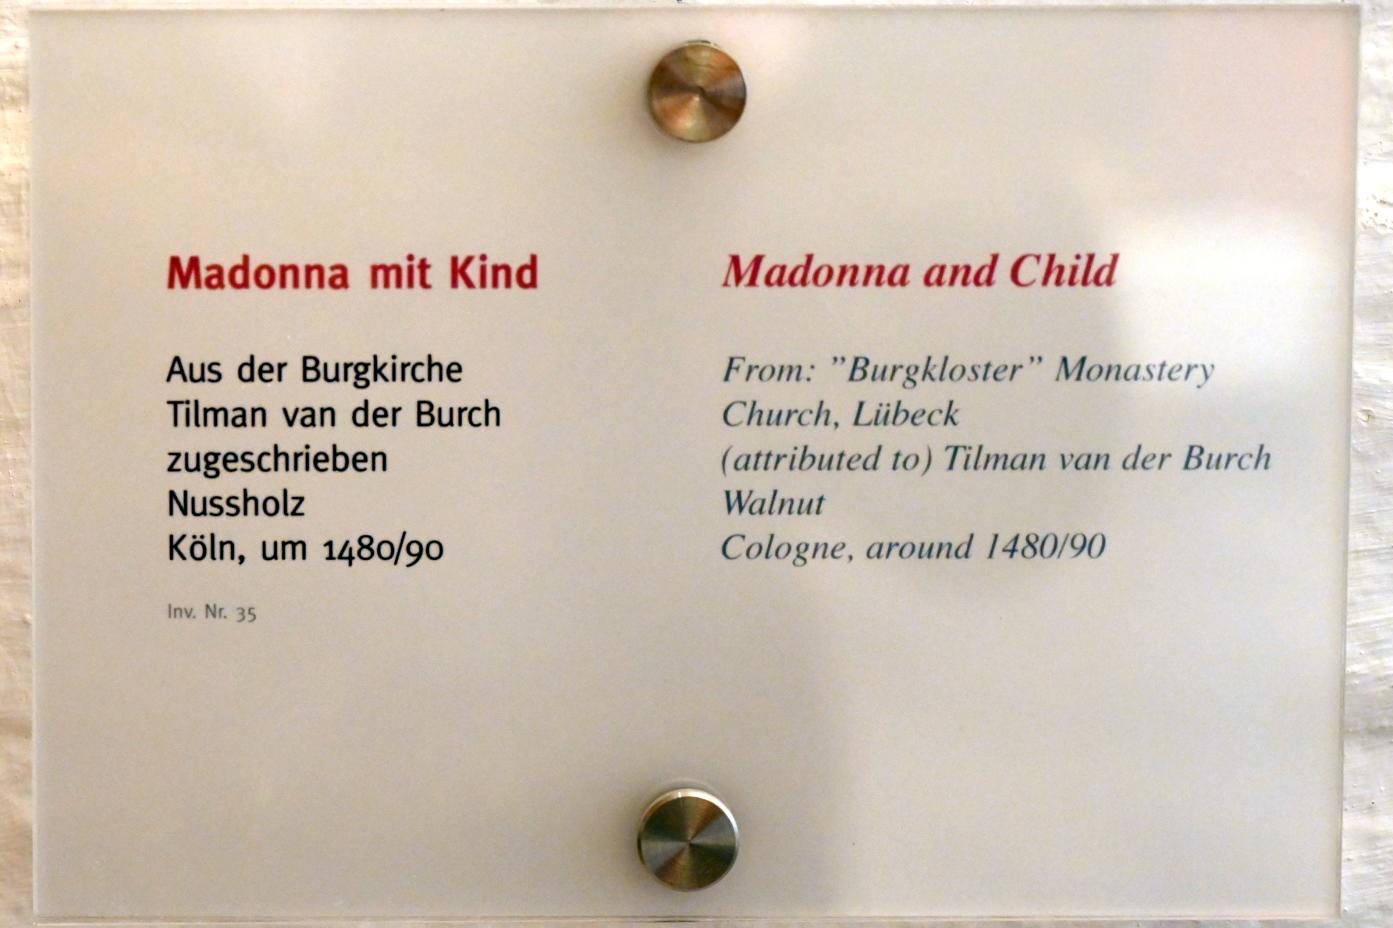 Madonna mit Kind
Aus der Burgkirche
Tilman van der Burch
zugeschrieben
Nussholz
Köln, um 1480/90
Inv. Nr. 35
Madonna and Child
From: ”Burgkloster” Monastery
Church, Lübeck
(attributed to) Tilman van der Burch
Walnut
Cologne, around 1480/90